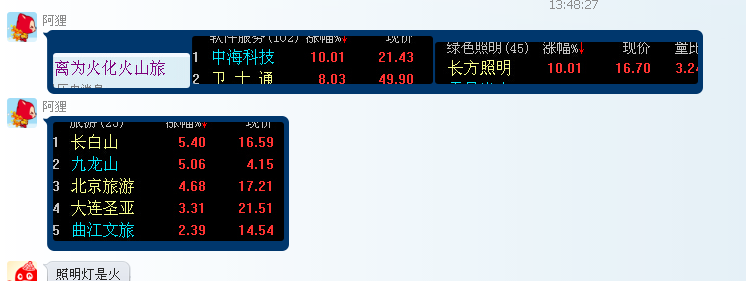 13:48:27
阿狸
离为火化火山旅
软件服务(102) 涨幅%↓ 现价
1 中海科技 10.01 21.43
2 卫士通 8.03 49.90
绿色照明(45) 涨幅%↓ 现价 量比
长方照明 10.01 16.70 3.24
阿狸
旅游(25) 涨幅%↓ 现价
1 长白山 5.40 16.59
2 九龙山 5.06 4.15
3 北京旅游 4.68 17.21
4 大连圣亚 3.31 21.51
5 曲江文旅 2.39 14.54
照明灯是火